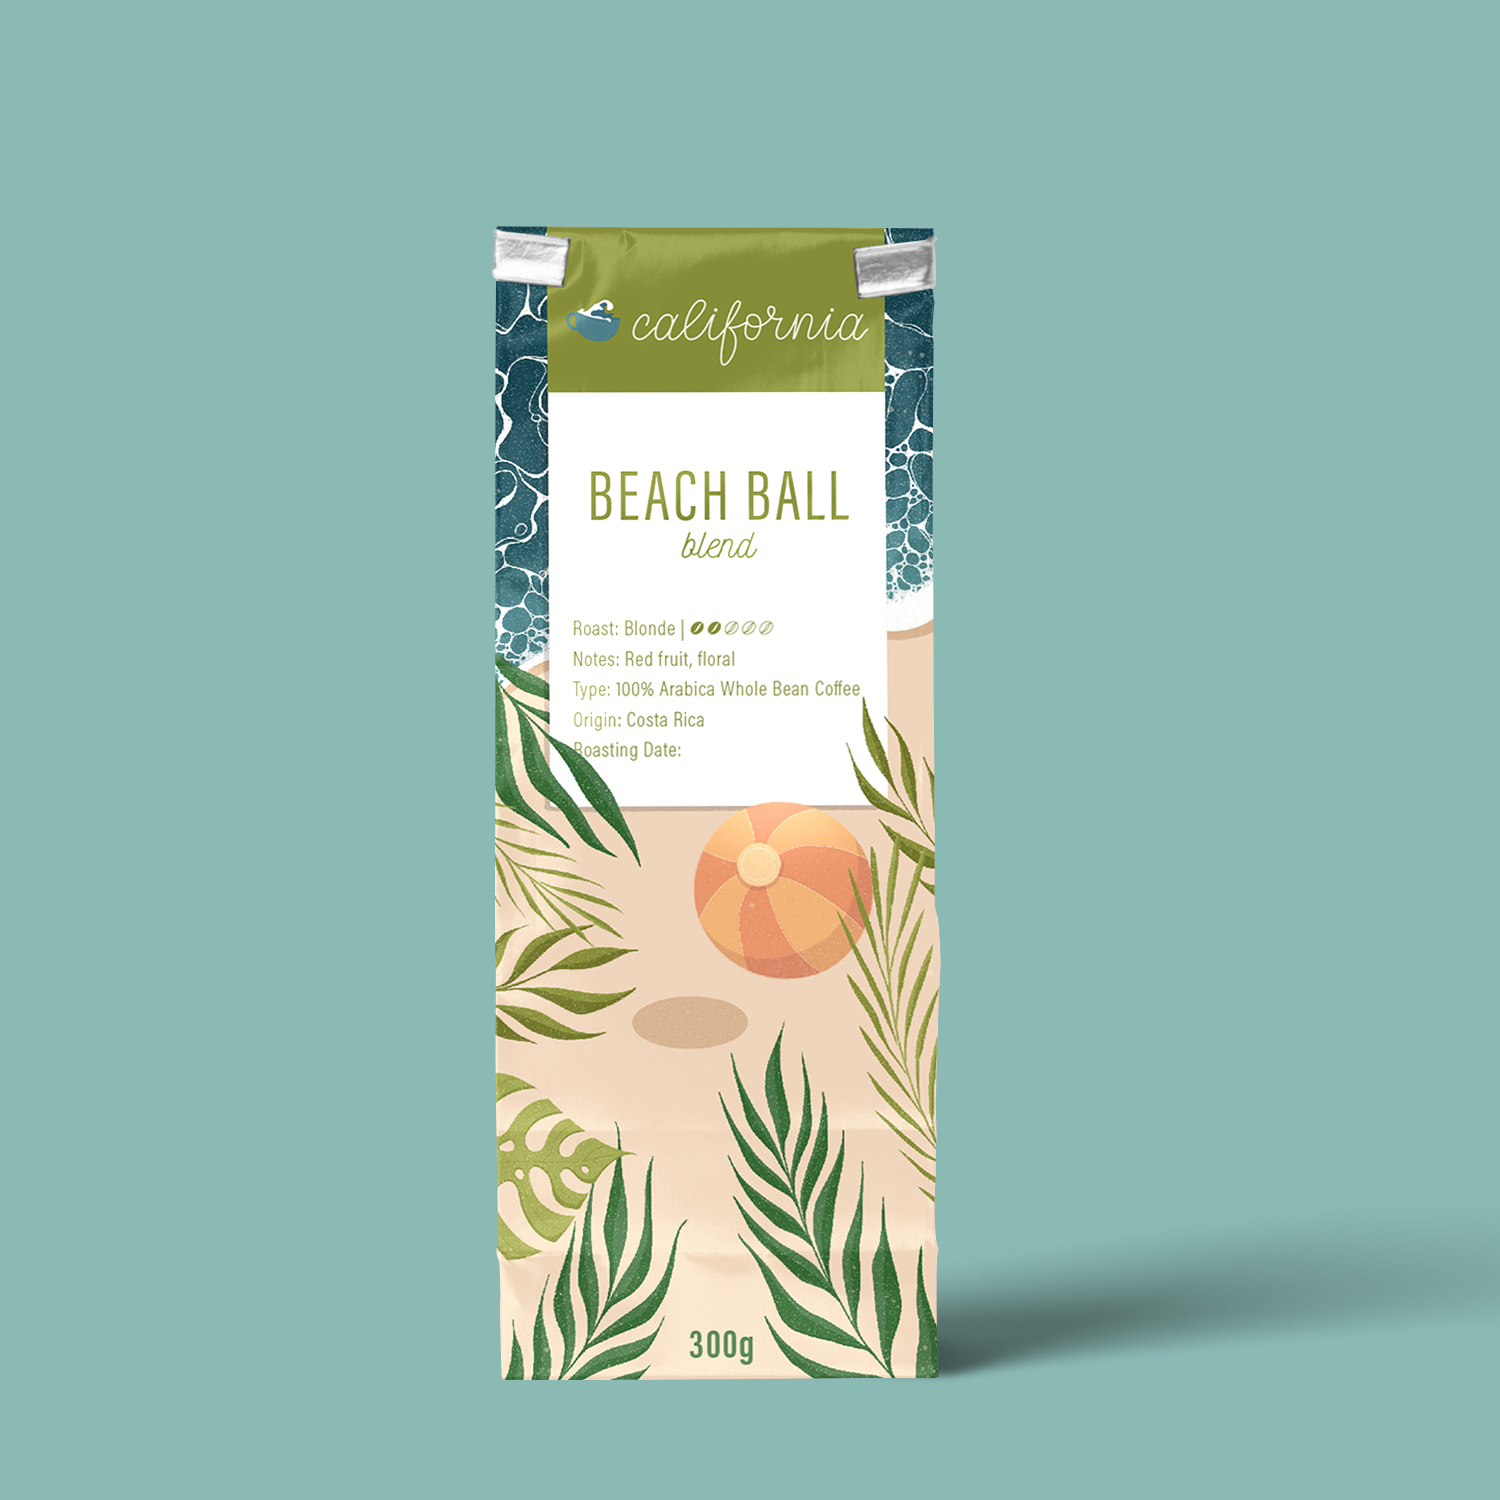 california
BEACH BALL
blend
Roast: Blonde |
Notes: Red fruit, floral
Type: 100% Arabica Whole Bean Coffee
Origin: Costa Rica
Roasting Date:
300g